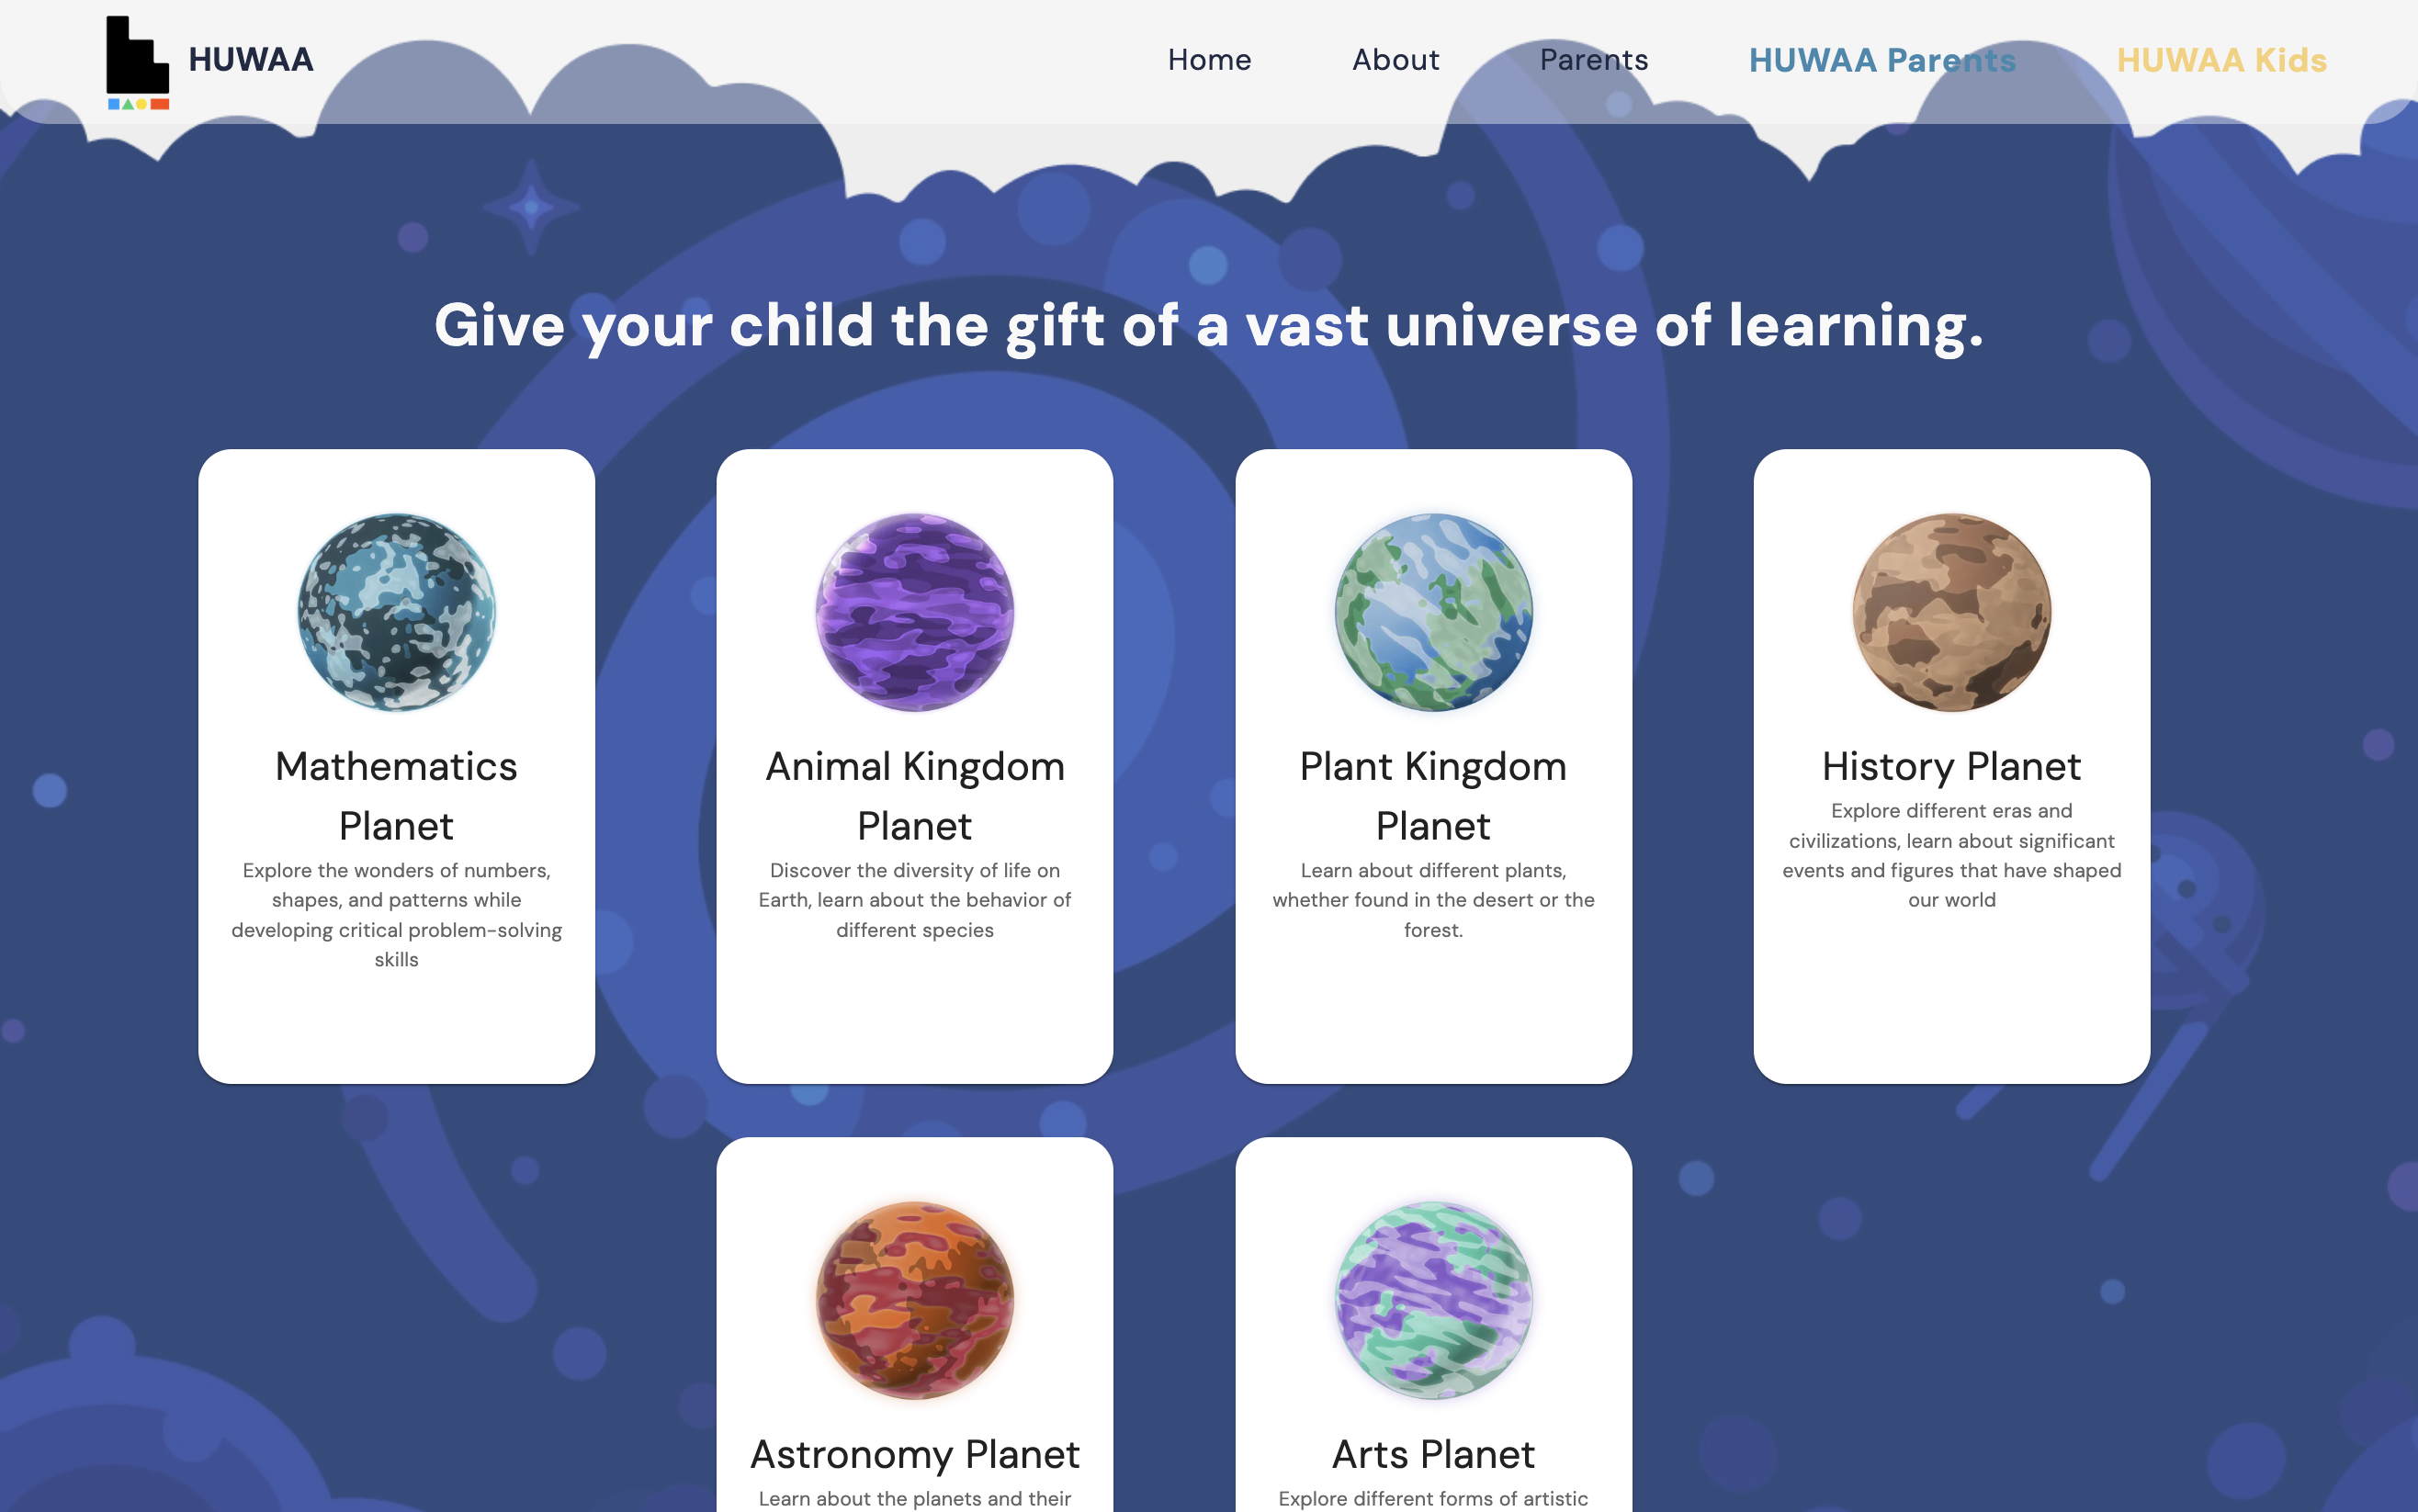 HUWAA
Home About Parents HUWAA Parents HUWAA Kids
Give your child the gift of a vast universe of learning.
Mathematics
Planet
Explore the wonders of numbers,
shapes, and patterns while
developing critical problem-solving
skills
Animal Kingdom
Planet
Discover the diversity of life on
Earth, learn about the behavior of
different species
Plant Kingdom
Planet
Learn about different plants,
whether found in the desert or the
forest.
History Planet
Explore different eras and
civilizations, learn about significant
events and figures that have shaped
our world
Astronomy Planet
Learn about the planets and their
Arts Planet
Explore different forms of artistic